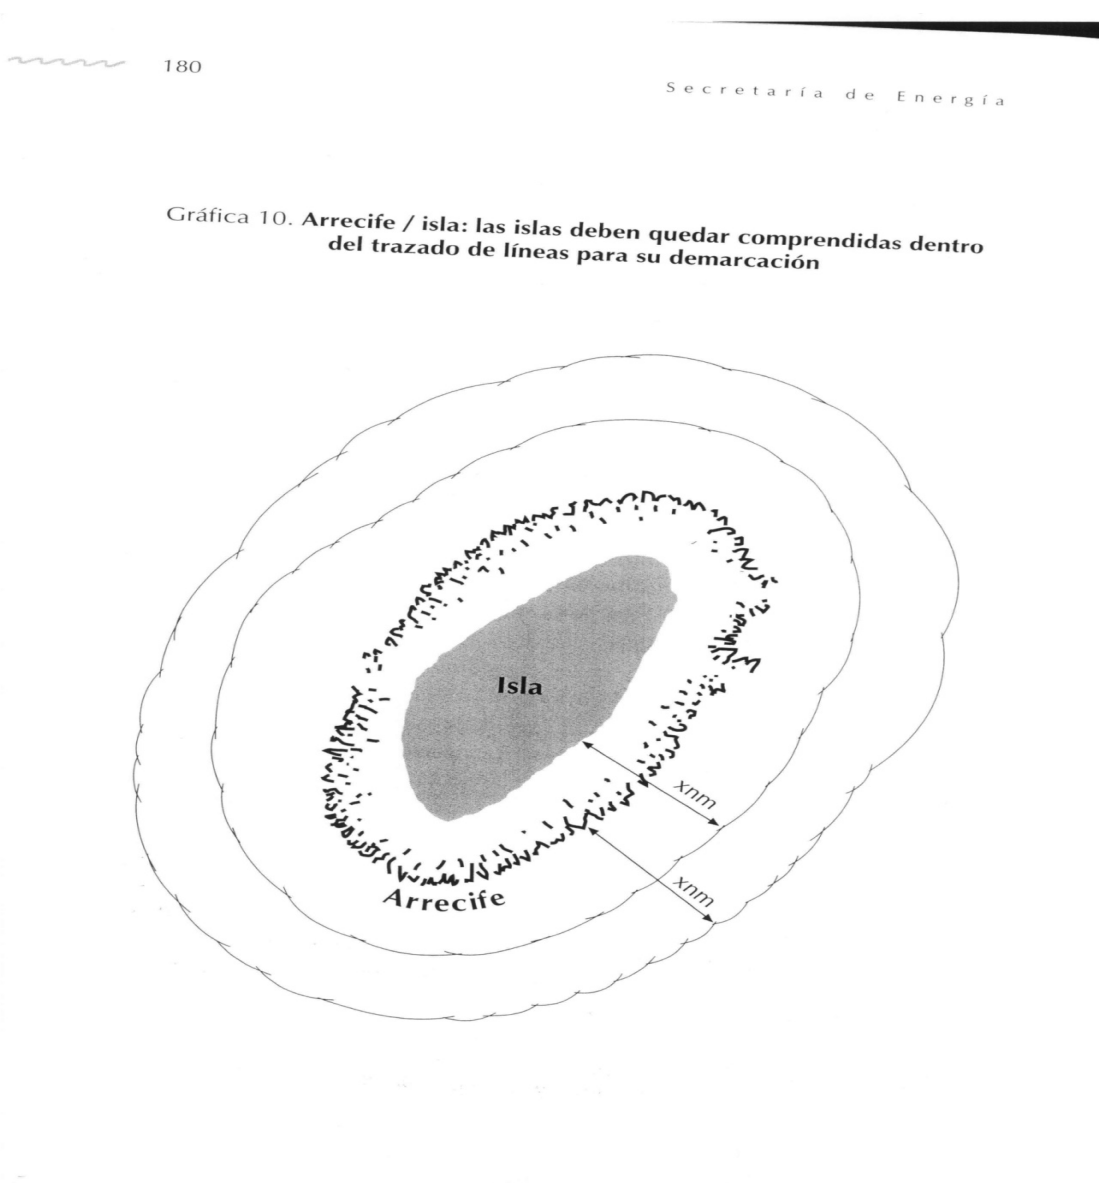 180
Secretaría de Energía
Gráfica 10. Arrecife / isla: las islas deben quedar comprendidas dentro
del trazado de líneas para su demarcación
Isla
xnm
xnm
Arrecife